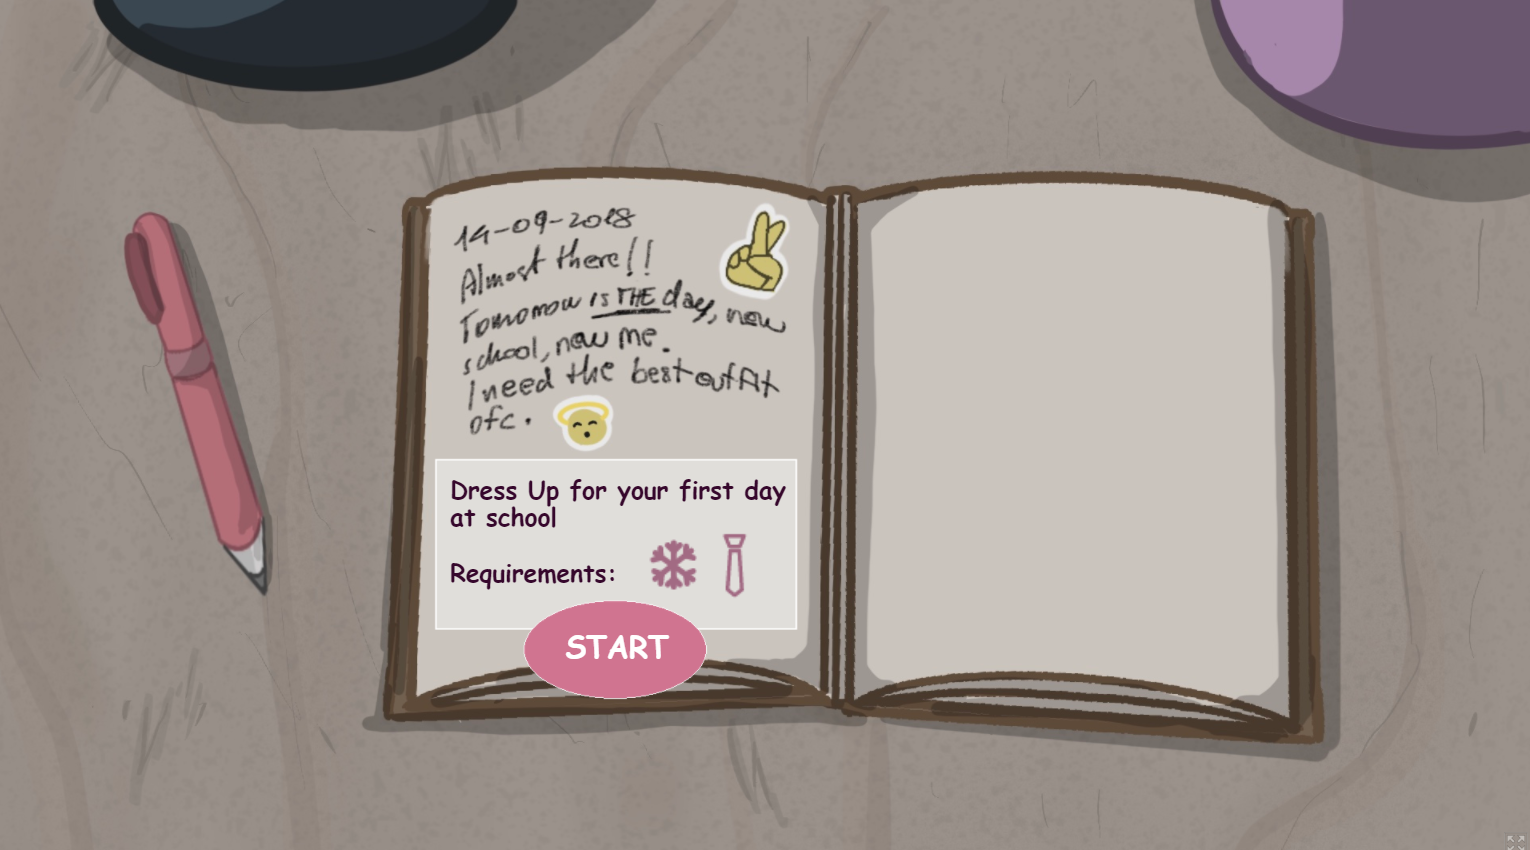 14-09-2018
Almost there!!
Tomorrow is THE day, new
school, new me.
I need the best outfit
ofc.
Dress Up for your first day
at school
Requirements:
START